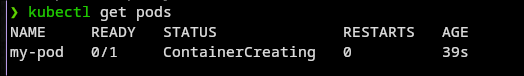 ❯ kubectl get pods
NAME READY STATUS RESTARTS AGE
my-pod 0/1 ContainerCreating 0 39s